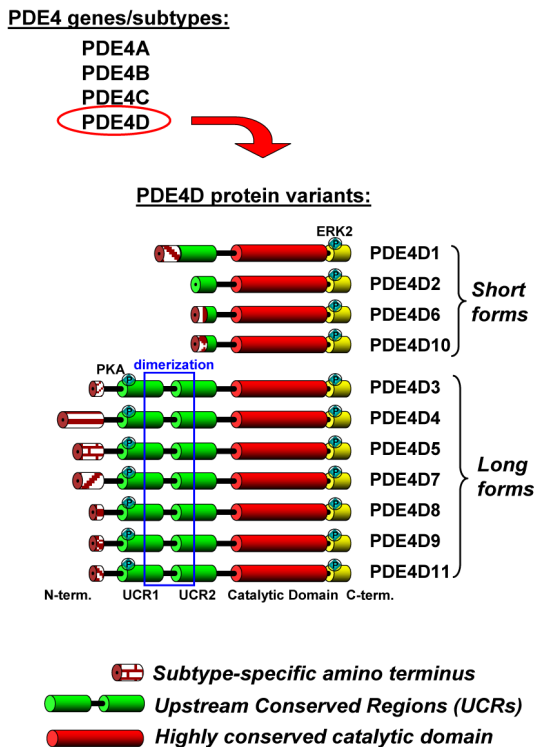 PDE4 genes/subtypes:
PDE4A
PDE4B
PDE4C
PDE4D
PDE4D protein variants:
ERK2
P
PDE4D1
P
PDE4D2
P
PDE4D6
P
PDE4D10
Short
forms
PKA
dimerization
P
P
PDE4D3
P
P
PDE4D4
P
P
PDE4D5
P
P
PDE4D7
P
P
PDE4D8
P
P
PDE4D9
P
P
PDE4D11
Long
forms
N-term.
UCR1
UCR2
Catalytic Domain
C-term.
Subtype-specific amino terminus
Upstream Conserved Regions (UCRs)
Highly conserved catalytic domain